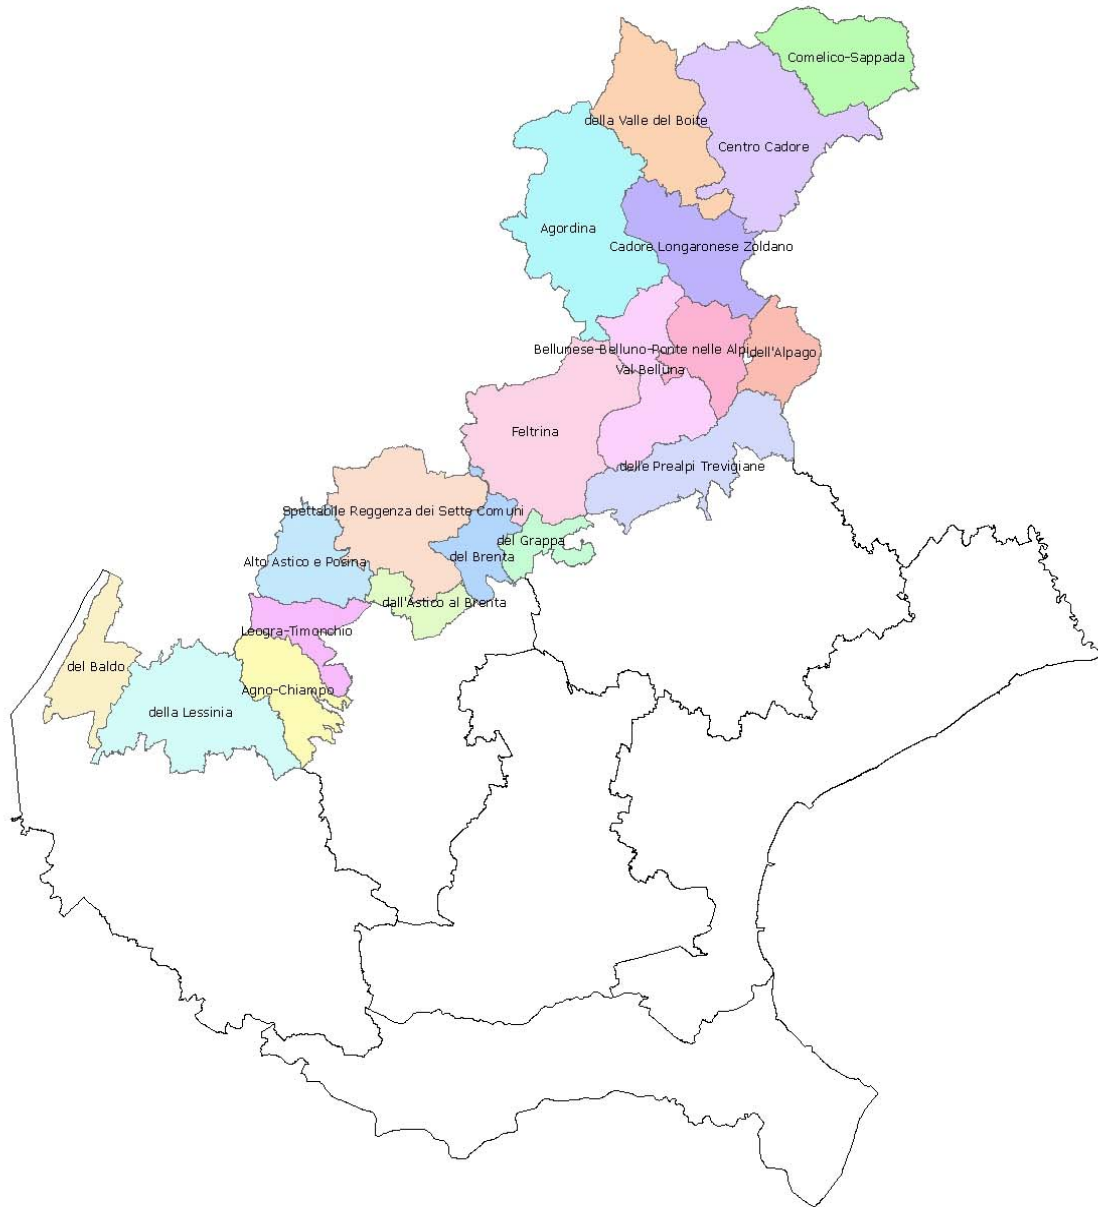 Comelico-Sappada
della Valle del Boite
Centro Cadore
Agordina
Cadore Longaronese Zoldano
Bellunese-Belluno-Ponte nelle Alpi
dell'Alpago
Val Belluna
Feltrina
delle Prealpi Trevigiane
Spettabile Reggenza dei Sette Comuni
del Grappa
del Brenta
Alto Astico e Posina
dall'Astico al Brenta
Leogra-Timonchio
del Baldo
Agno-Chiampo
della Lessinia